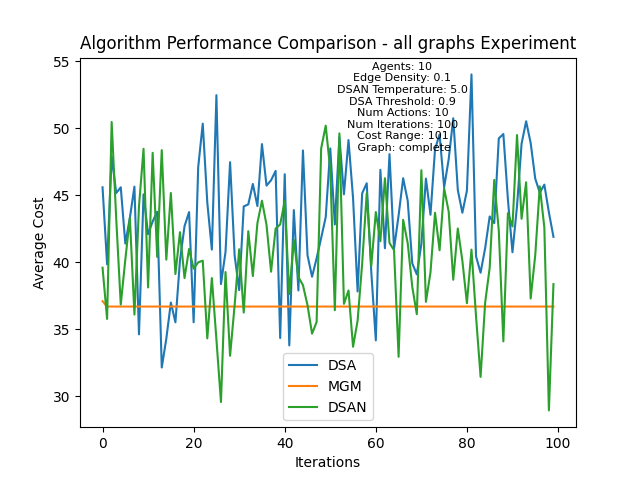 Algorithm Performance Comparison - all graphs Experiment
Agents: 10
Edge Density: 0.1
DSAN Temperature: 5.0
DSA Threshold: 0.9
Num Actions: 10
Num Iterations: 100
Cost Range: 101
Graph: complete
55
50
45
40
35
30
Average Cost
DSA
MGM
DSAN
0
20
40
60
80
100
Iterations